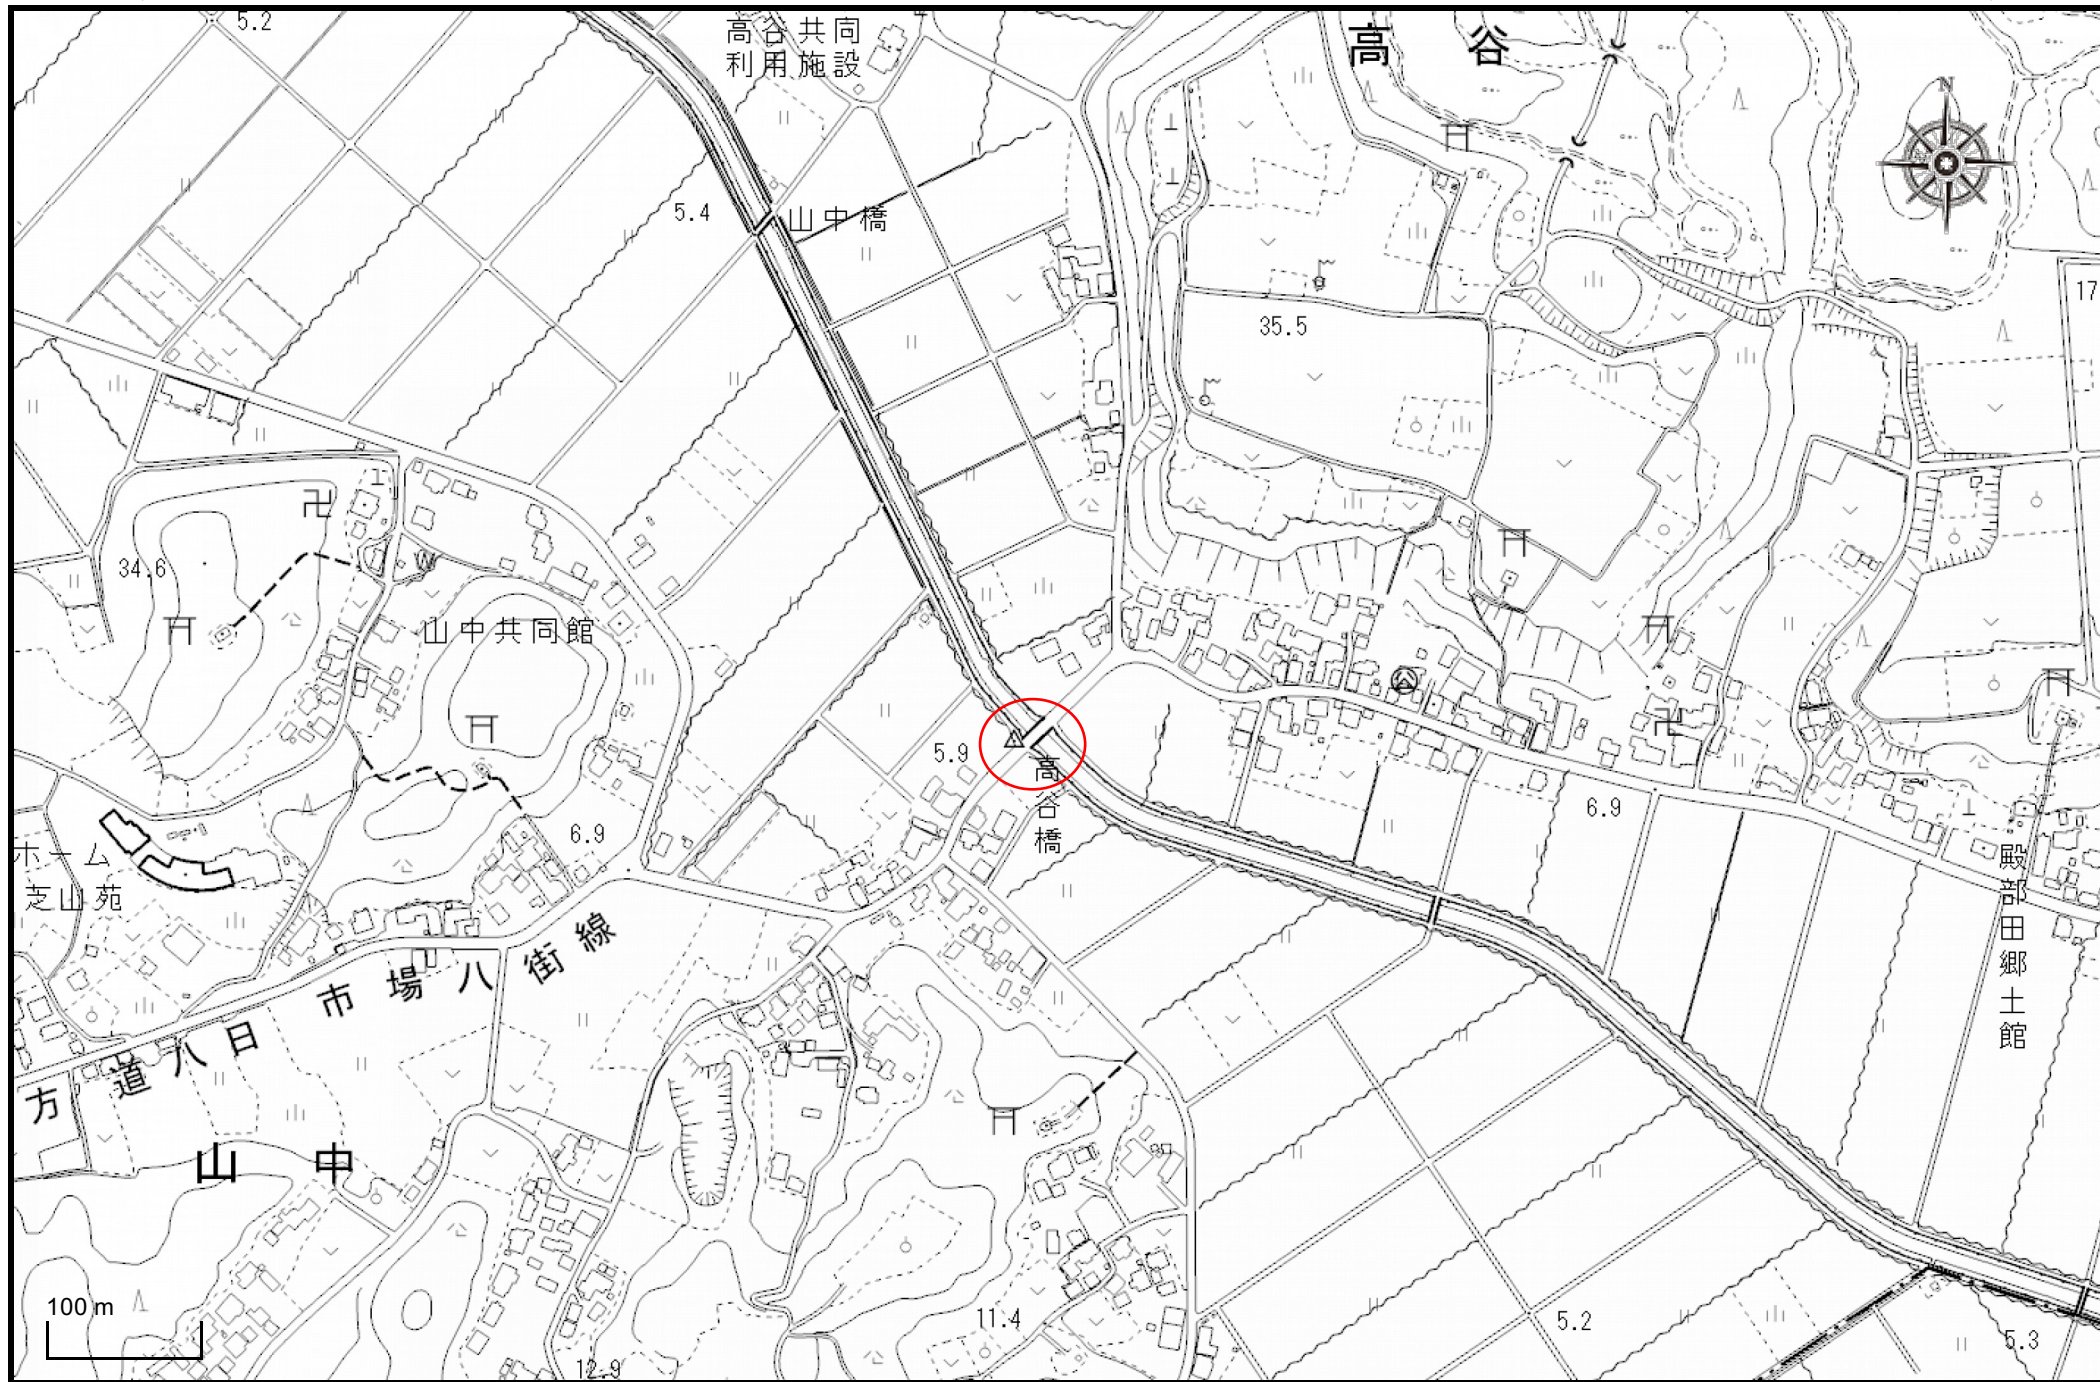 5.2
高谷共同
利用施設
高谷
N
5.4
山中橋
17
35.5
34.6
山中共同館
5.9
高谷橋
6.9
6.9
ホーム
芝山苑
殿部田郷土館
方道八日市場八街線
山中
100 m
11.4
12.9
5.2
5.3